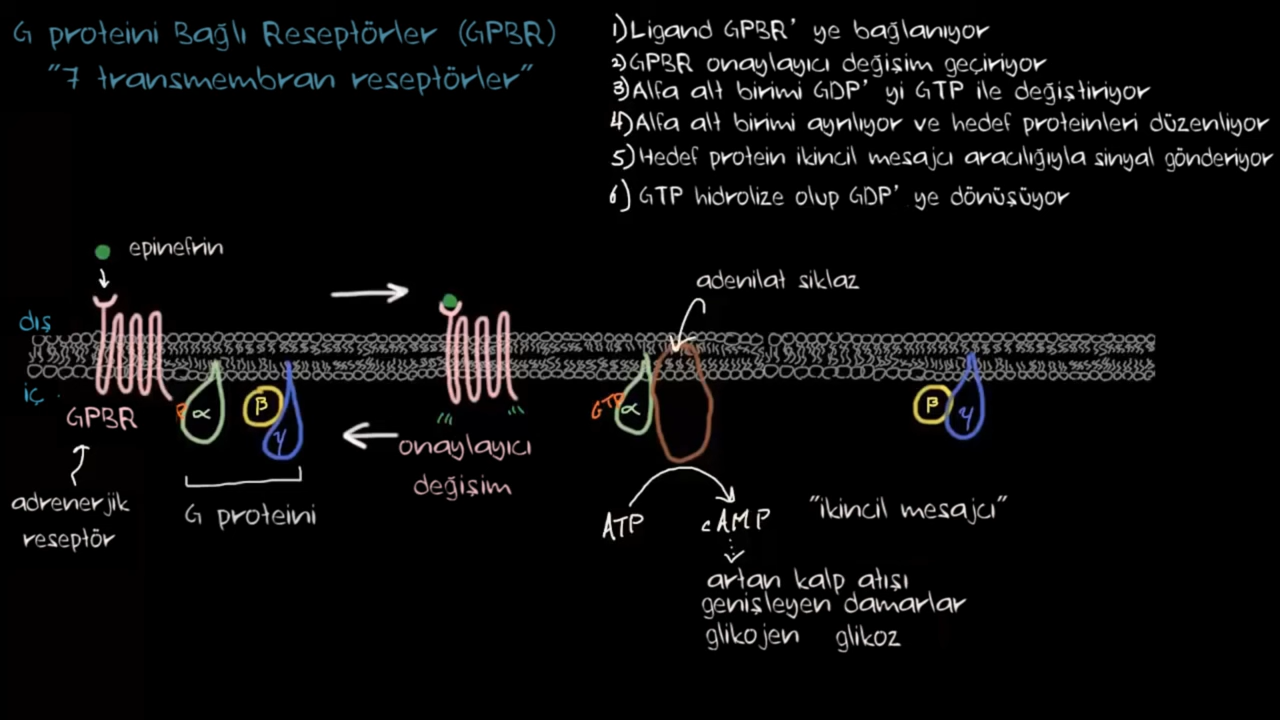 G proteini Bağlı Reseptörler (GPBR)
"7 transmembran reseptörler"
1) Ligand GPBR' ye bağlanıyor
2) GPBR onaylayıcı değişim geçiriyor
3) Alfa alt birimi GDP' yi GTP ile değiştiriyor
4) Alfa alt birimi ayrılıyor ve hedef proteinleri düzenliyor
5) Hedef protein ikincil mesajcı aracılığıyla sinyal gönderiyor
6) GTP hidrolize olup GDP' ye dönüşüyor
epinefrin
adenilat siklaz
dış
iç
GPBR
α
β
γ
onaylayıcı
değişim
GTP
α
β
γ
adrenerjik
reseptör
G proteini
ATP
cAMP
"ikincil mesajcı"
artan kalp atışı
genişleyen damarlar
glikojen glikoz